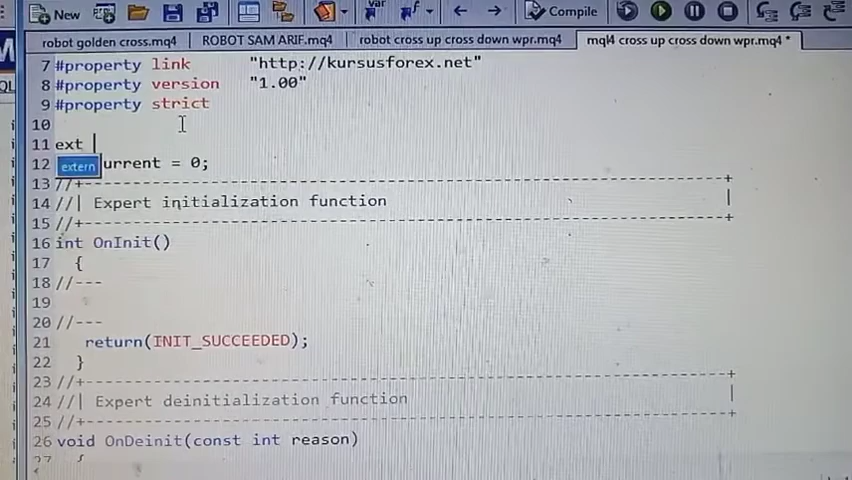 New
var
f
Compile
robot golden cross.mq4
ROBOT SAM ARIF.mq4
robot cross up cross down wpr.mq4
mql4 cross up cross down wpr.mq4 *
7 #property link "http://kursusforex.net"
8 #property version "1.00"
9 #property strict
10
11 ext
extern
12 urrent = 0;
13 //+------------------------------------------------------------------+
14 //| Expert initialization function |
15 //+------------------------------------------------------------------+
16 int OnInit()
17 {
18 //---
19
20 //---
21 return(INIT_SUCCEEDED);
22 }
23 //+------------------------------------------------------------------+
24 //| Expert deinitialization function |
25 //+------------------------------------------------------------------+
26 void OnDeinit(const int reason)
27 {